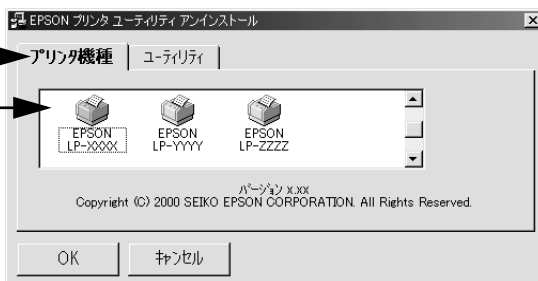 EPSON プリンタ ユーティリティ アンインストール
プリンタ機種 ユーティリティ
EPSON LP-XXXX
EPSON LP-YYYY
EPSON LP-ZZZZ
バージョン x.xx
Copyright (C) 2000 SEIKO EPSON CORPORATION. All Rights Reserved.
OK キャンセル